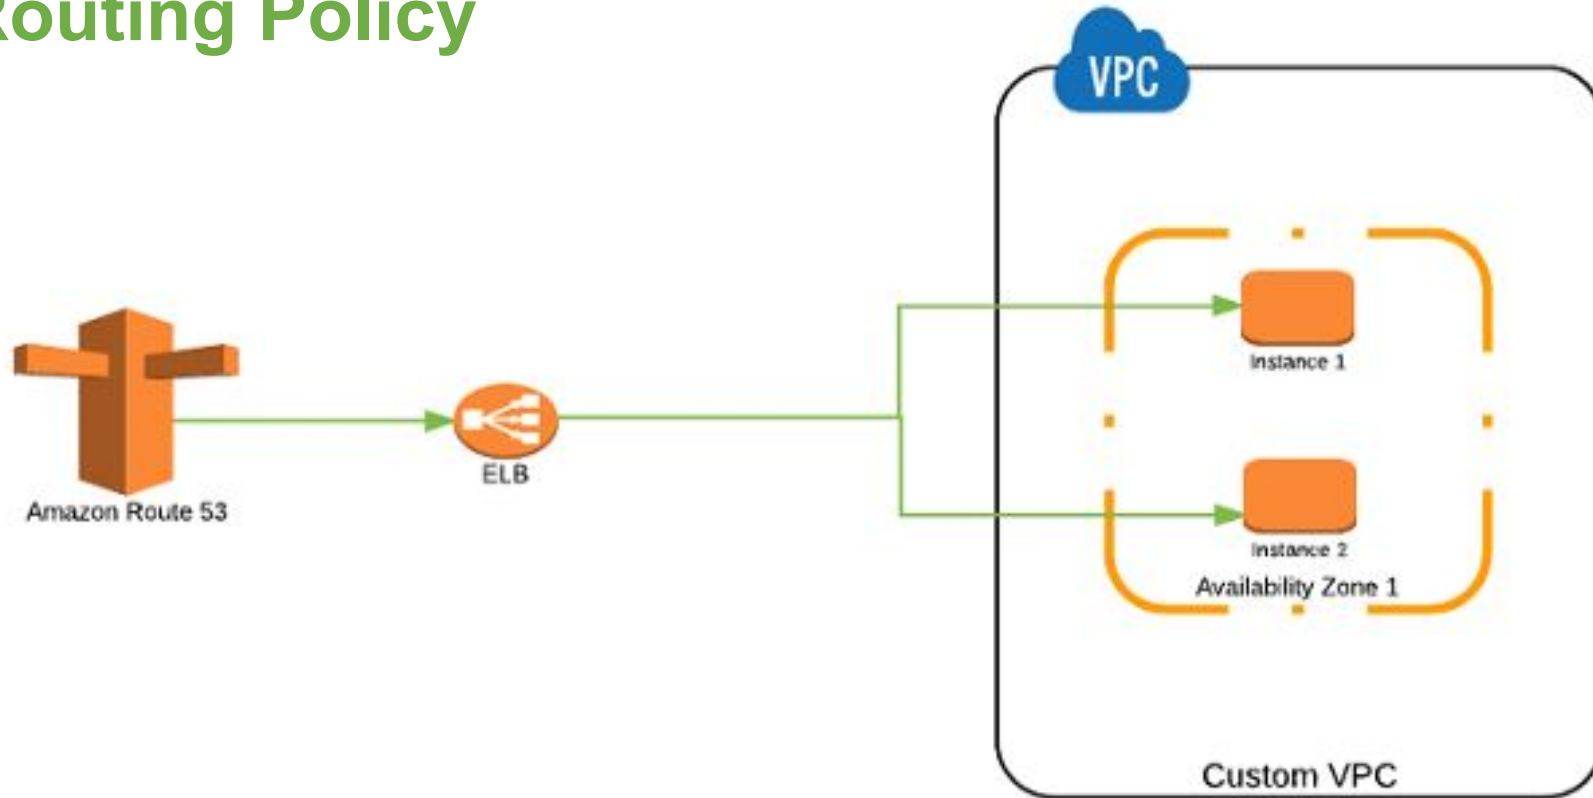 Routing Policy
VPC
Instance 1
Amazon Route 53
ELB
Instance 2
Availability Zone 1
Custom VPC